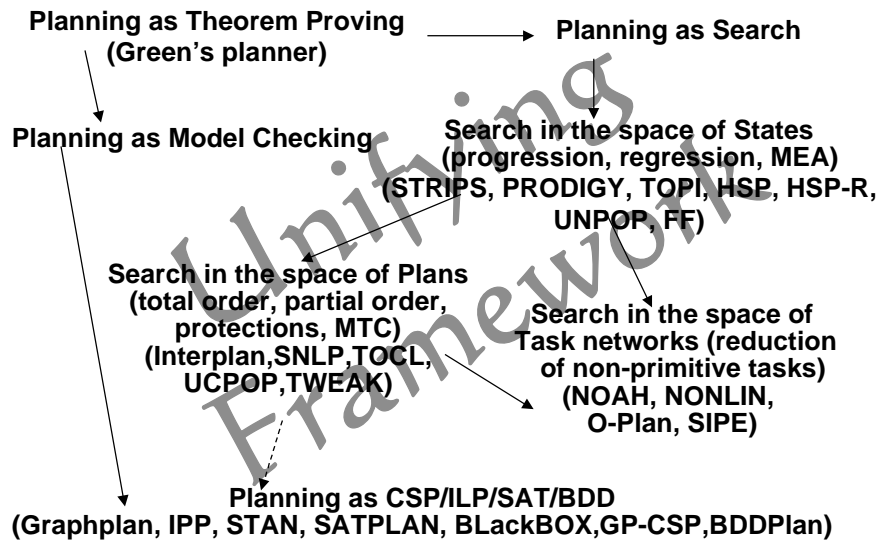 Planning as Theorem Proving
(Green's planner)
Planning as Search
Planning as Model Checking
Search in the space of States
(progression, regression, MEA)
(STRIPS, PRODIGY, TOPI, HSP, HSP-R,
UNPOP, FF)
Unifying
Framework
Search in the space of Plans
(total order, partial order,
protections, MTC)
(Interplan,SNLP,TOCL,
UCPOP,TWEAK)
Search in the space of
Task networks (reduction
of non-primitive tasks)
(NOAH, NONLIN,
O-Plan, SIPE)
Planning as CSP/ILP/SAT/BDD
(Graphplan, IPP, STAN, SATPLAN, BLackBOX,GP-CSP,BDDPlan)